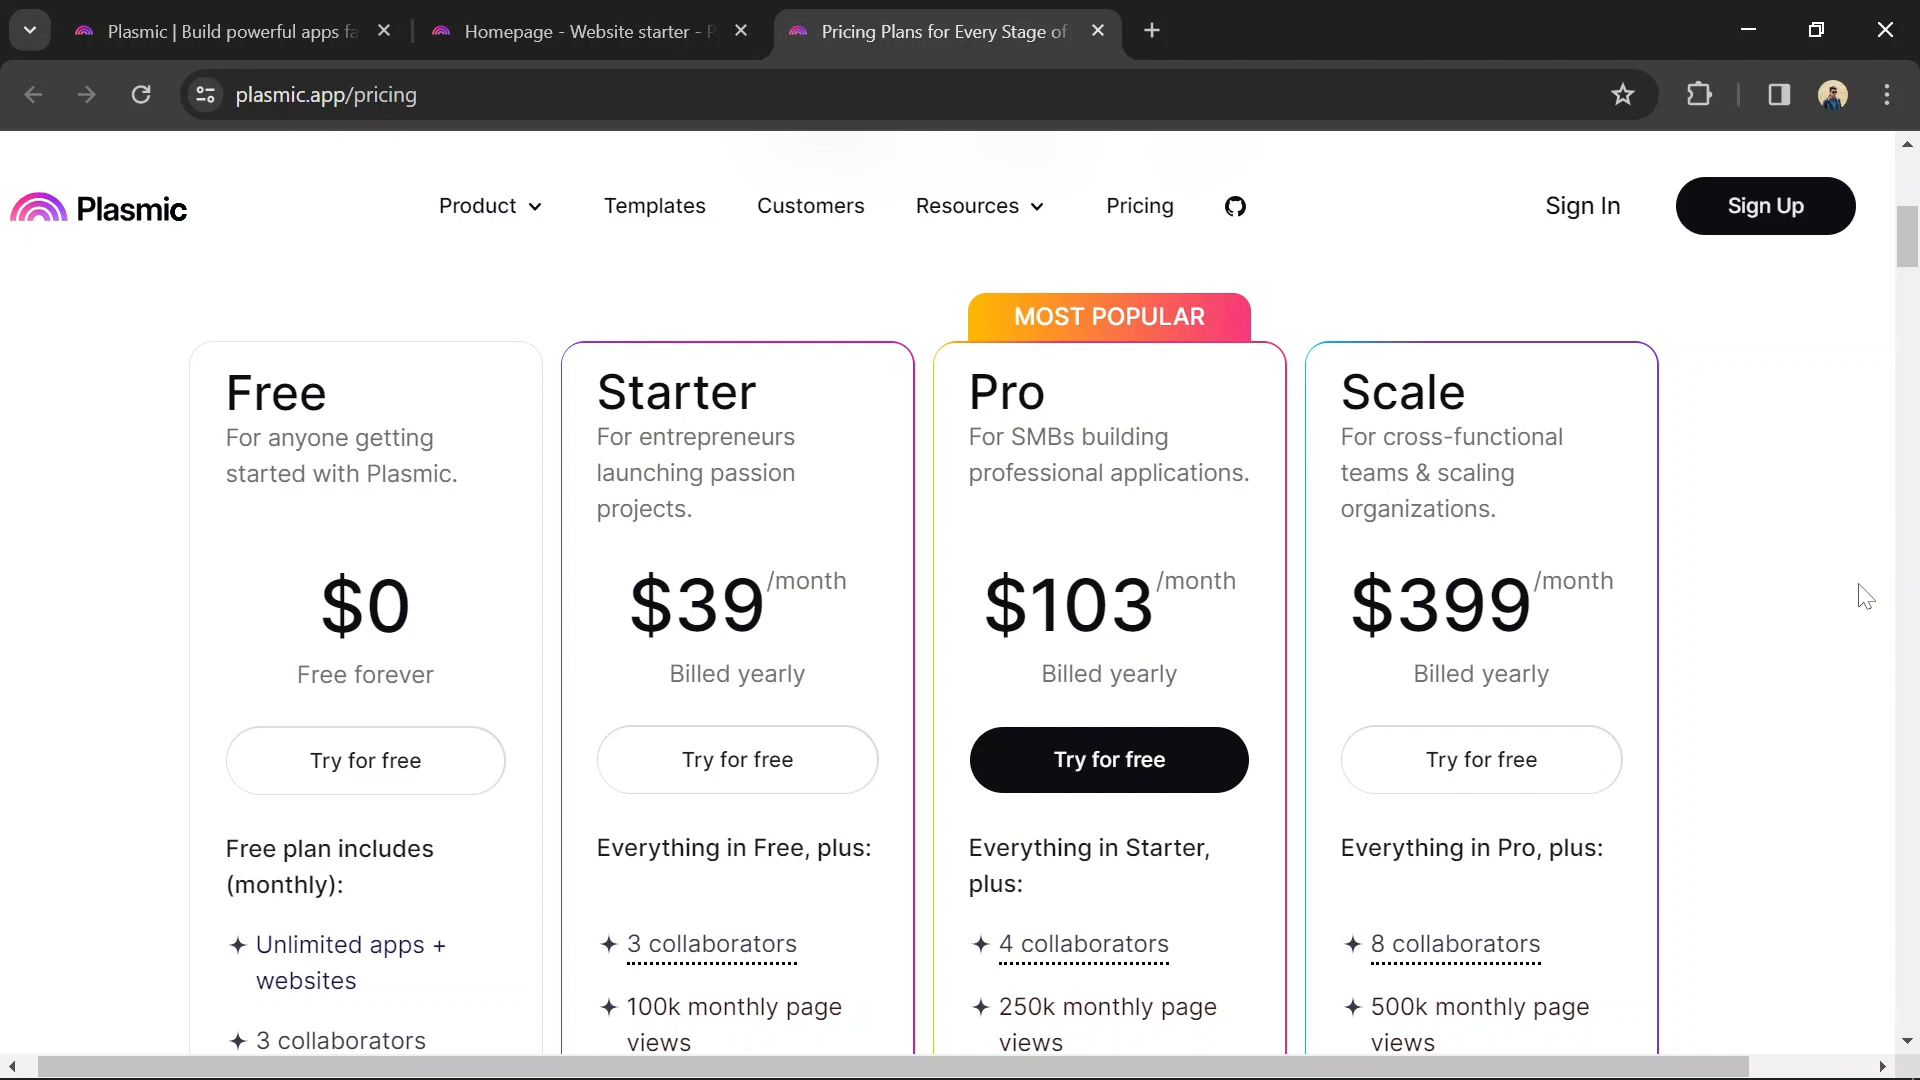 Plasmic | Build powerful apps fa
Homepage - Website starter - P
Pricing Plans for Every Stage of
plasmic.app/pricing
Plasmic
Product
Templates
Customers
Resources
Pricing
Sign In
Sign Up
MOST POPULAR
Free
For anyone getting
started with Plasmic.
$0
Free forever
Try for free
Free plan includes
(monthly):
Unlimited apps +
websites
3 collaborators
Starter
For entrepreneurs
launching passion
projects.
$39 /month
Billed yearly
Try for free
Everything in Free, plus:
3 collaborators
100k monthly page
views
Pro
For SMBs building
professional applications.
$103 /month
Billed yearly
Try for free
Everything in Starter,
plus:
4 collaborators
250k monthly page
views
Scale
For cross-functional
teams & scaling
organizations.
$399 /month
Billed yearly
Try for free
Everything in Pro, plus:
8 collaborators
500k monthly page
views